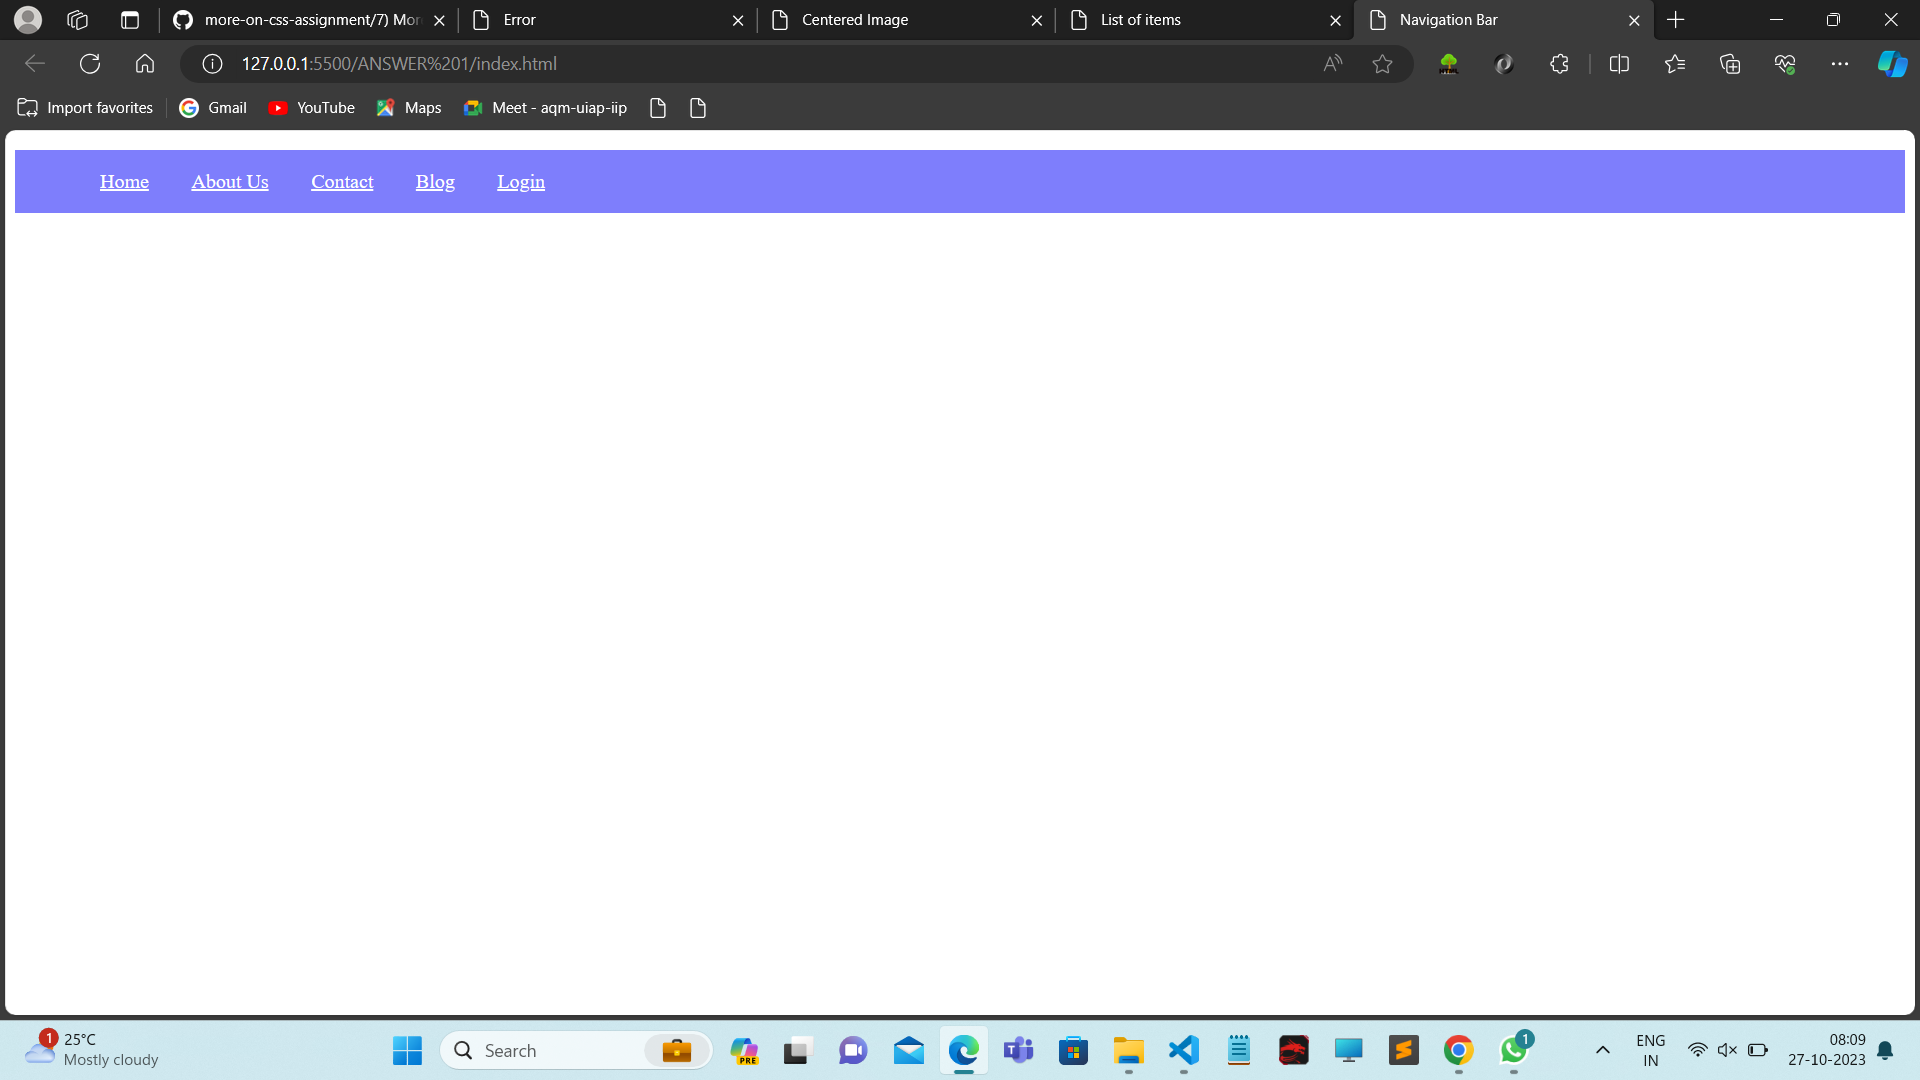 more-on-css-assignment/7) Mor
Error
Centered Image
List of items
Navigation Bar
127.0.0.1:5500/ANSWER%201/index.html
Import favorites
Gmail
YouTube
Maps
Meet - aqm-uiap-iip
Home
About Us
Contact
Blog
Login
1
25°C
Mostly cloudy
Search
PRE
1
ENG
IN
08:09
27-10-2023